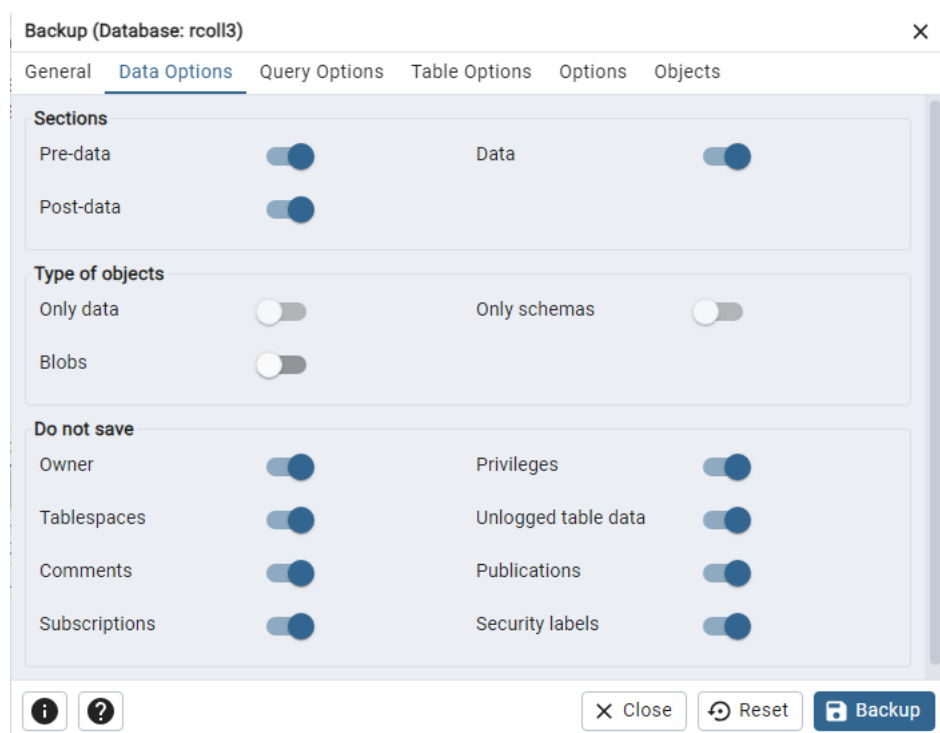 Backup (Database: rcoll3)
General Data Options Query Options Table Options Options Objects
Sections
Pre-data Data
Post-data
Type of objects
Only data Only schemas
Blobs
Do not save
Owner Privileges
Tablespaces Unlogged table data
Comments Publications
Subscriptions Security labels
Close Reset Backup